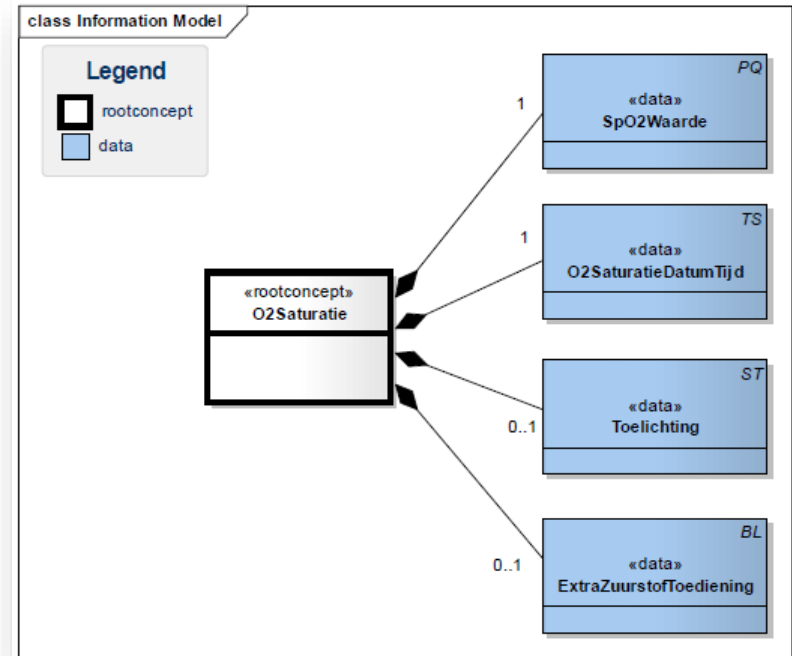 class Information Model
Legend
rootconcept
data
«rootconcept»
O2Saturatie
1
PQ
«data»
SpO2Waarde
1
TS
«data»
O2SaturatieDatumTijd
0..1
ST
«data»
Toelichting
0..1
BL
«data»
ExtraZuurstofToediening